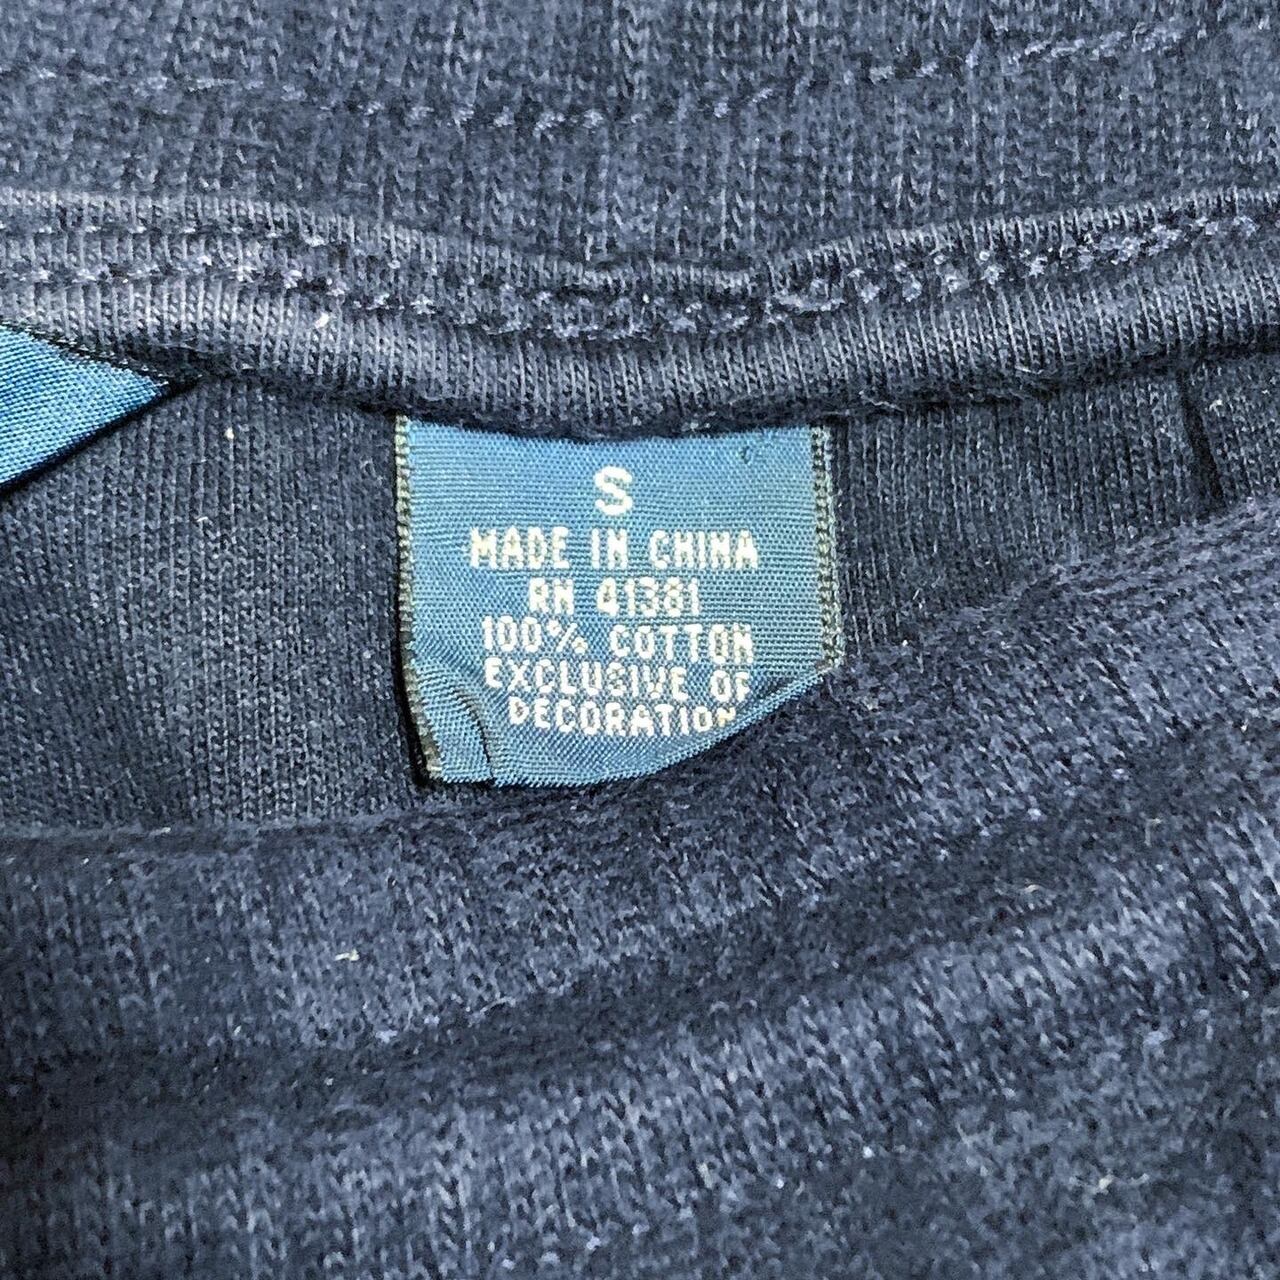 S
MADE IN CHINA
RN 41381
100% COTTON
EXCLUSIVE OF
DECORATION